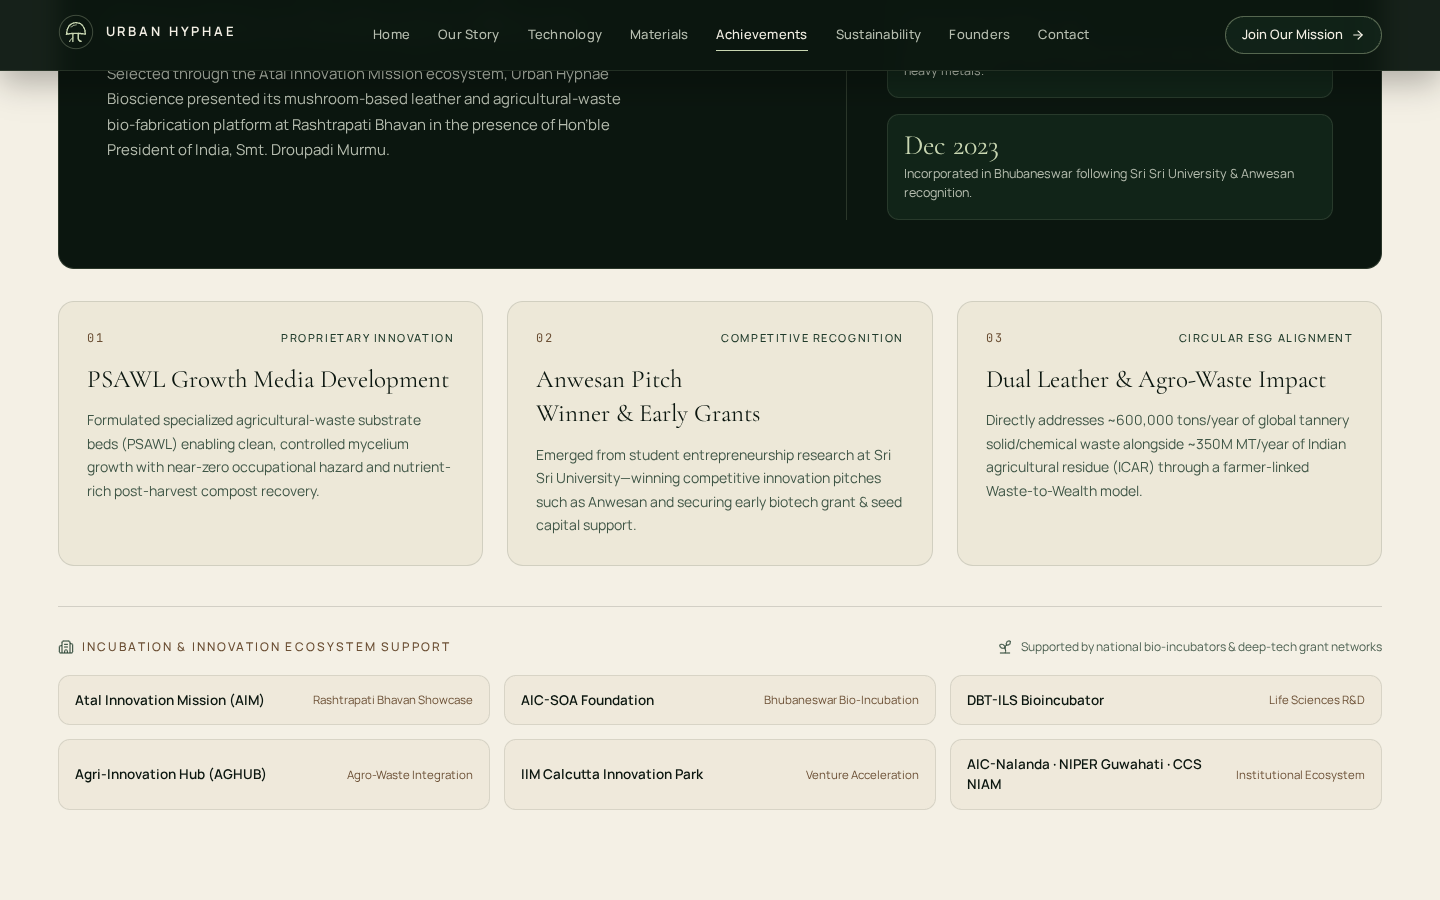 URBAN HYPHAE
Home
Our Story
Technology
Materials
Achievements
Sustainability
Founders
Contact
Join Our Mission
Selected through the Atal Innovation Mission ecosystem, Urban Hyphae
Bioscience presented its mushroom-based leather and agricultural-waste
bio-fabrication platform at Rashtrapati Bhavan in the presence of Hon'ble
President of India, Smt. Droupadi Murmu.
heavy metals.
Dec 2023
Incorporated in Bhubaneswar following Sri Sri University & Anwesan
recognition.
01
PROPRIETARY INNOVATION
PSAWL Growth Media Development
Formulated specialized agricultural-waste substrate
beds (PSAWL) enabling clean, controlled mycelium
growth with near-zero occupational hazard and nutrient-
rich post-harvest compost recovery.
02
COMPETITIVE RECOGNITION
Anwesan Pitch
Winner & Early Grants
Emerged from student entrepreneurship research at Sri
Sri University—winning competitive innovation pitches
such as Anwesan and securing early biotech grant & seed
capital support.
03
CIRCULAR ESG ALIGNMENT
Dual Leather & Agro-Waste Impact
Directly addresses ~600,000 tons/year of global tannery
solid/chemical waste alongside ~350M MT/year of Indian
agricultural residue (ICAR) through a farmer-linked
Waste-to-Wealth model.
INCUBATION & INNOVATION ECOSYSTEM SUPPORT
Supported by national bio-incubators & deep-tech grant networks
Atal Innovation Mission (AIM)
Rashtrapati Bhavan Showcase
AIC-SOA Foundation
Bhubaneswar Bio-Incubation
DBT-ILS Bioincubator
Life Sciences R&D
Agri-Innovation Hub (AGHUB)
Agro-Waste Integration
IIM Calcutta Innovation Park
Venture Acceleration
AIC-Nalanda · NIPER Guwahati · CCS
NIAM
Institutional Ecosystem